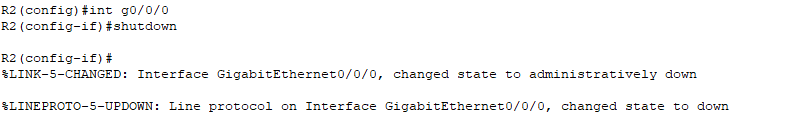 R2(config)#int g0/0/0
R2(config-if)#shutdown
R2(config-if)#
%LINK-5-CHANGED: Interface GigabitEthernet0/0/0, changed state to administratively down
%LINEPROTO-5-UPDOWN: Line protocol on Interface GigabitEthernet0/0/0, changed state to down